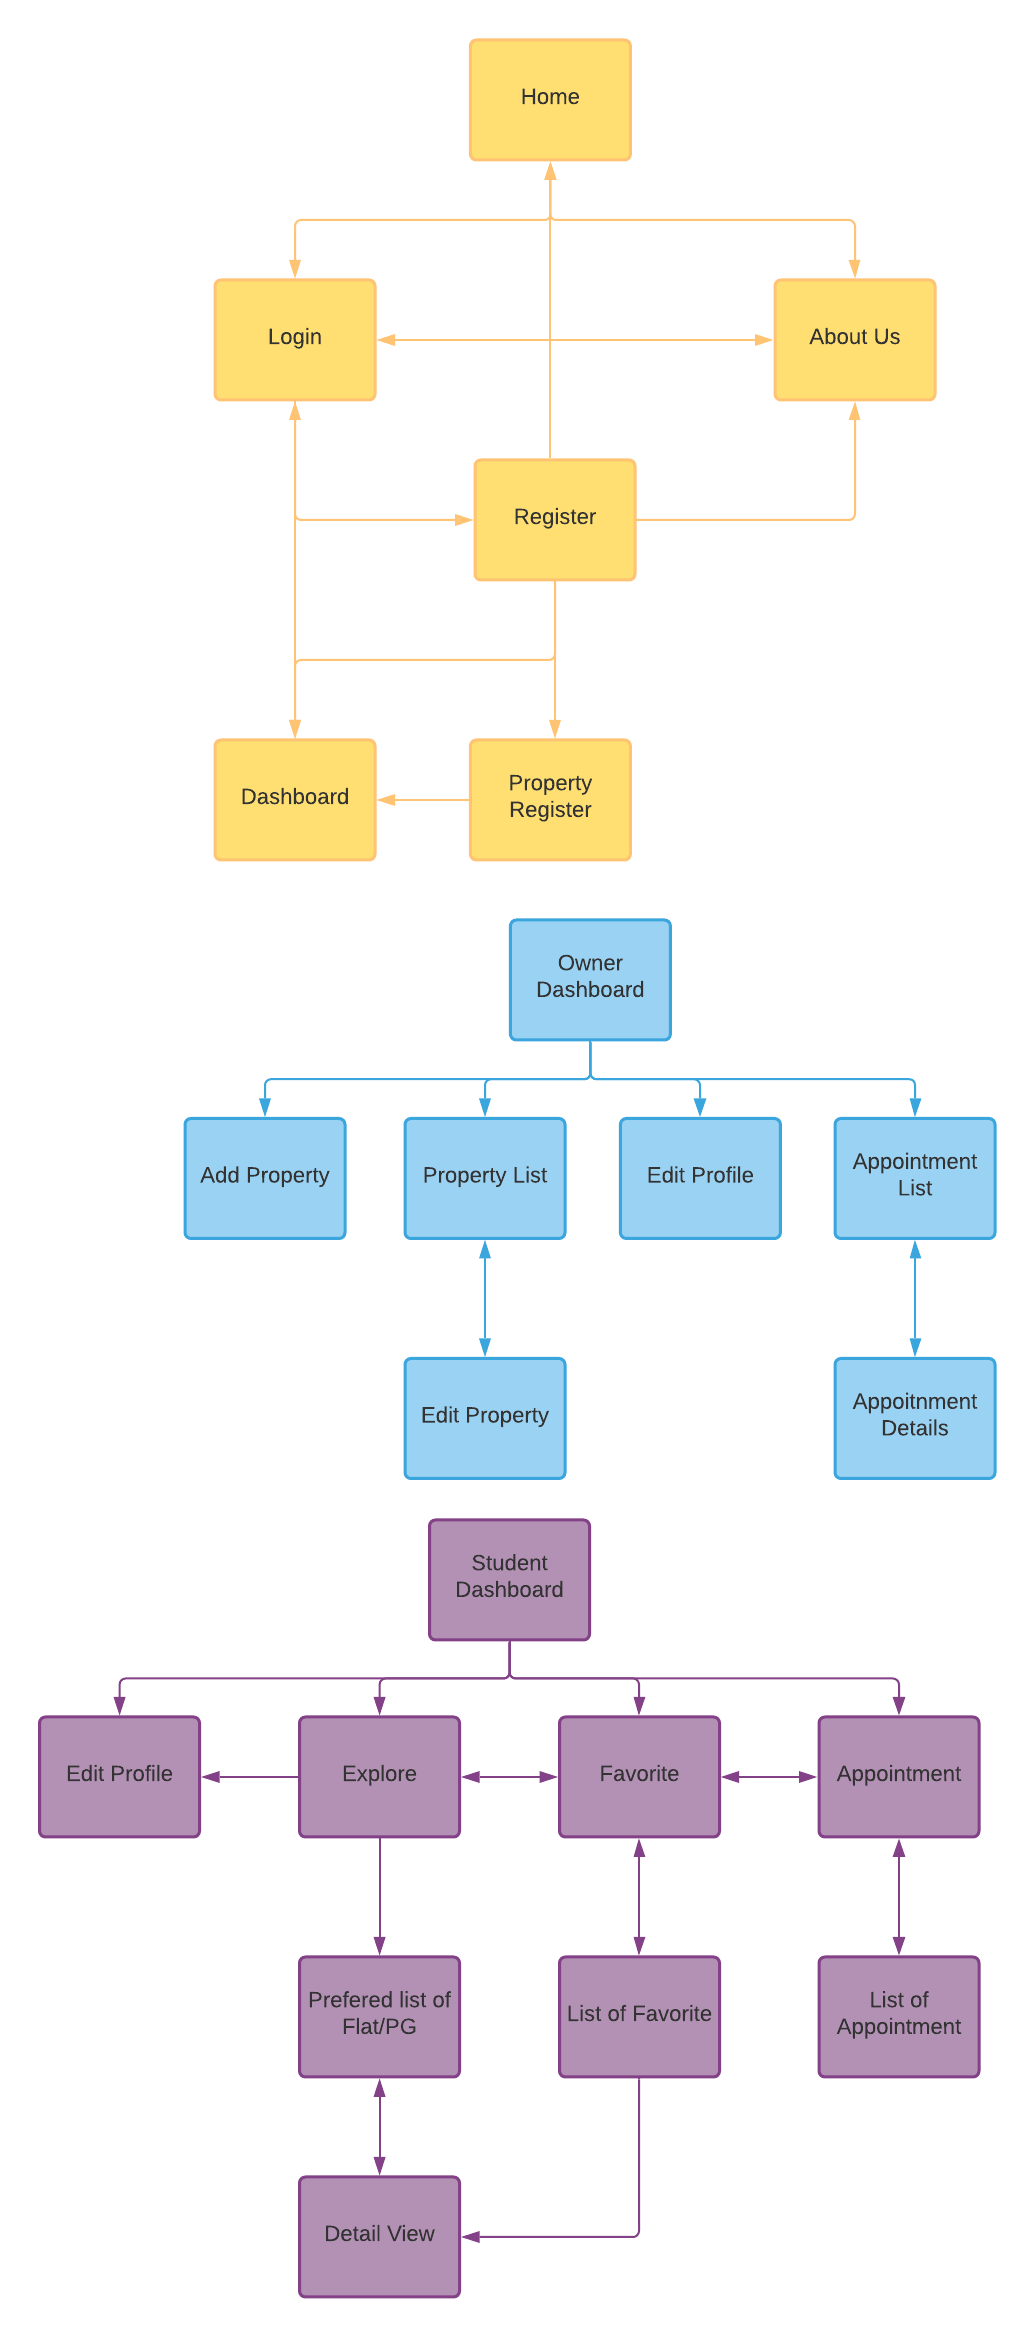 Home
Login
About Us
Register
Dashboard
Property
Register
Owner
Dashboard
Add Property
Property List
Edit Profile
Appointment
List
Edit Property
Appoitnment
Details
Student
Dashboard
Edit Profile
Explore
Favorite
Appointment
Prefered list of
Flat/PG
List of Favorite
List of
Appointment
Detail View